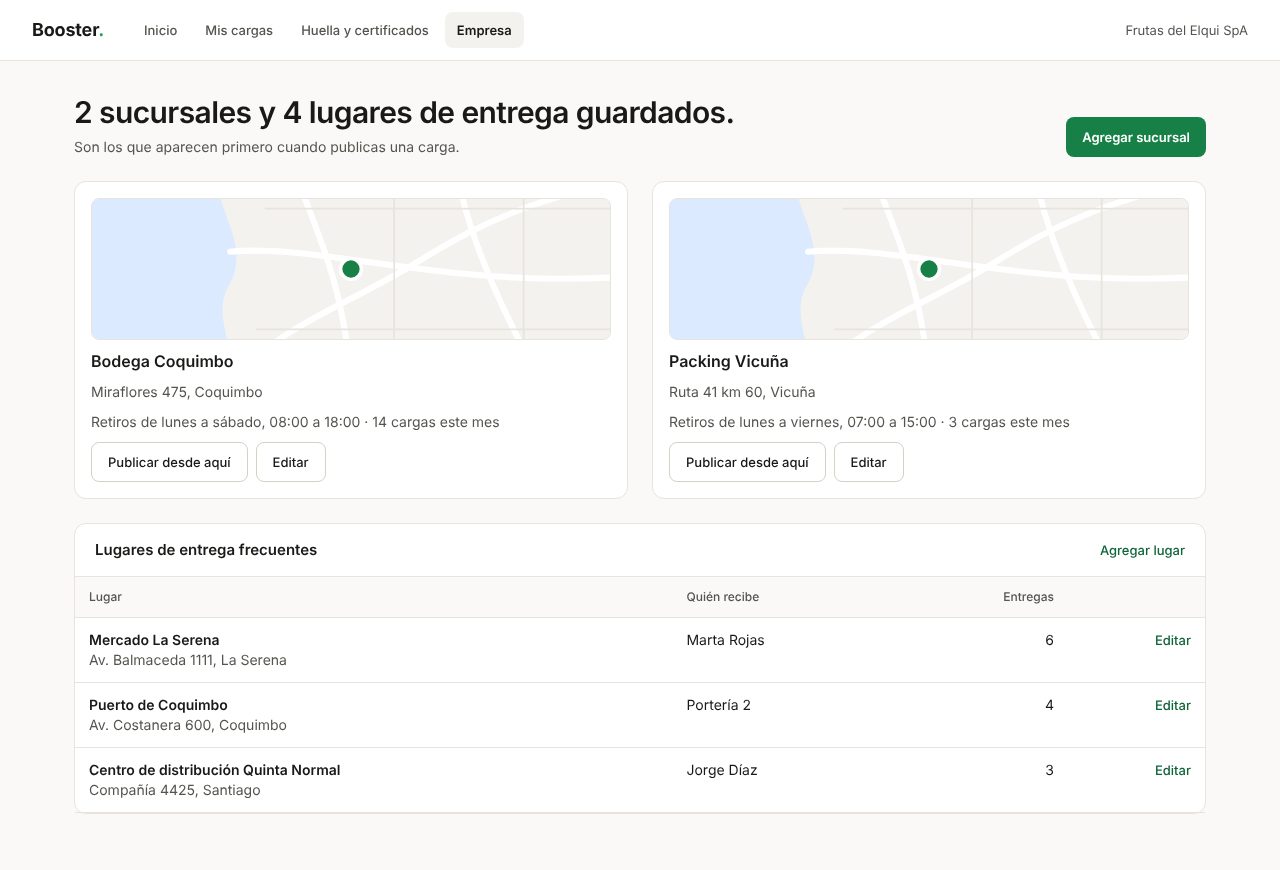 Booster.
Inicio
Mis cargas
Huella y certificados
Empresa
Frutas del Elqui SpA
2 sucursales y 4 lugares de entrega guardados.
Son los que aparecen primero cuando publicas una carga.
Agregar sucursal
Bodega Coquimbo
Miraflores 475, Coquimbo
Retiros de lunes a sábado, 08:00 a 18:00 · 14 cargas este mes
Publicar desde aquí
Editar
Packing Vicuña
Ruta 41 km 60, Vicuña
Retiros de lunes a viernes, 07:00 a 15:00 · 3 cargas este mes
Publicar desde aquí
Editar
Lugares de entrega frecuentes
Agregar lugar
Lugar
Quién recibe
Entregas
Mercado La Serena
Av. Balmaceda 1111, La Serena
Marta Rojas
6
Editar
Puerto de Coquimbo
Av. Costanera 600, Coquimbo
Portería 2
4
Editar
Centro de distribución Quinta Normal
Compañía 4425, Santiago
Jorge Díaz
3
Editar